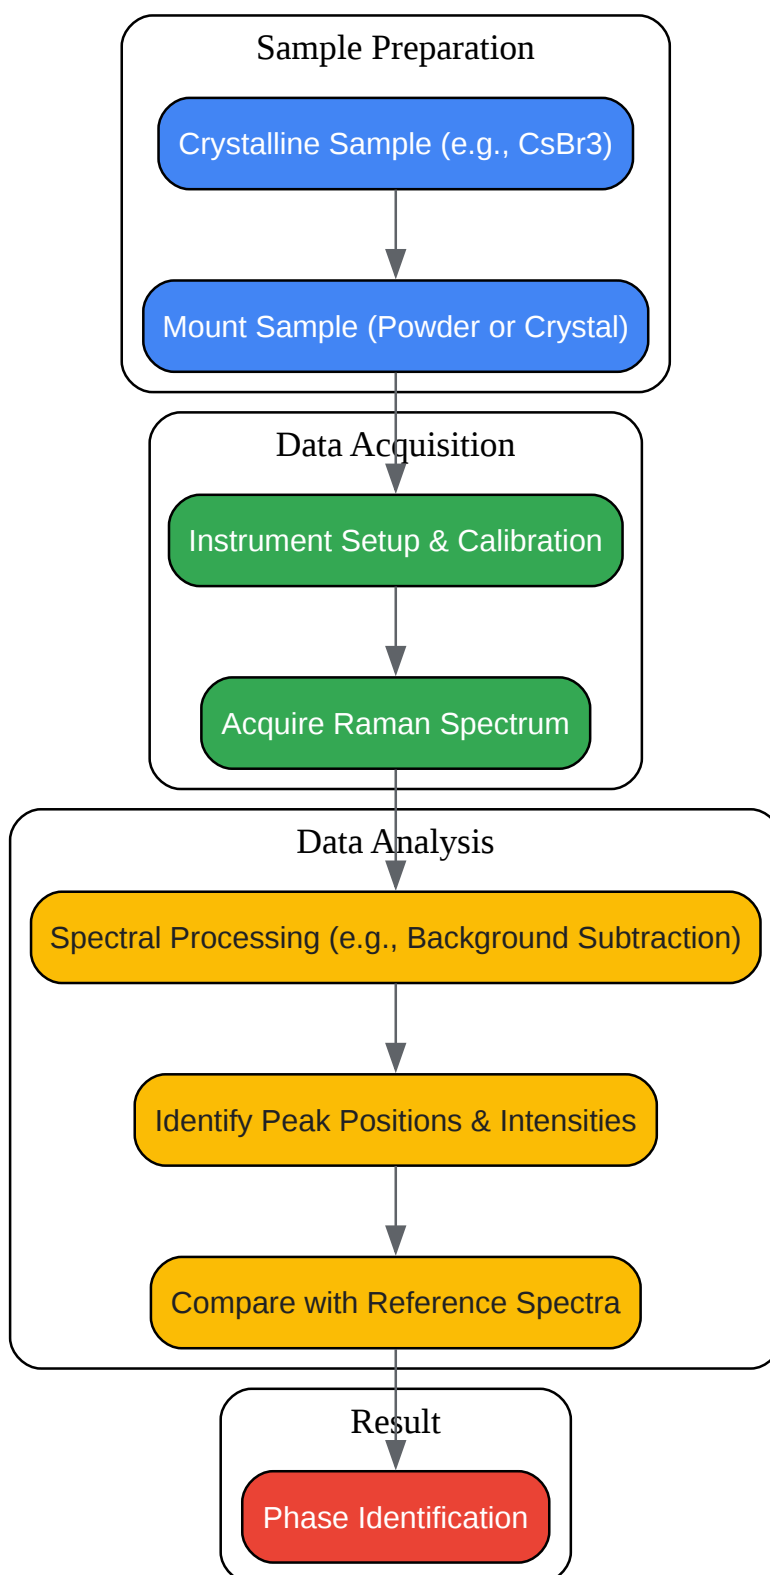 Sample Preparation
Crystalline Sample (e.g., CsBr3)
Mount Sample (Powder or Crystal)
Data Acquisition
Instrument Setup & Calibration
Acquire Raman Spectrum
Data Analysis
Spectral Processing (e.g., Background Subtraction)
Identify Peak Positions & Intensities
Compare with Reference Spectra
Result
Phase Identification